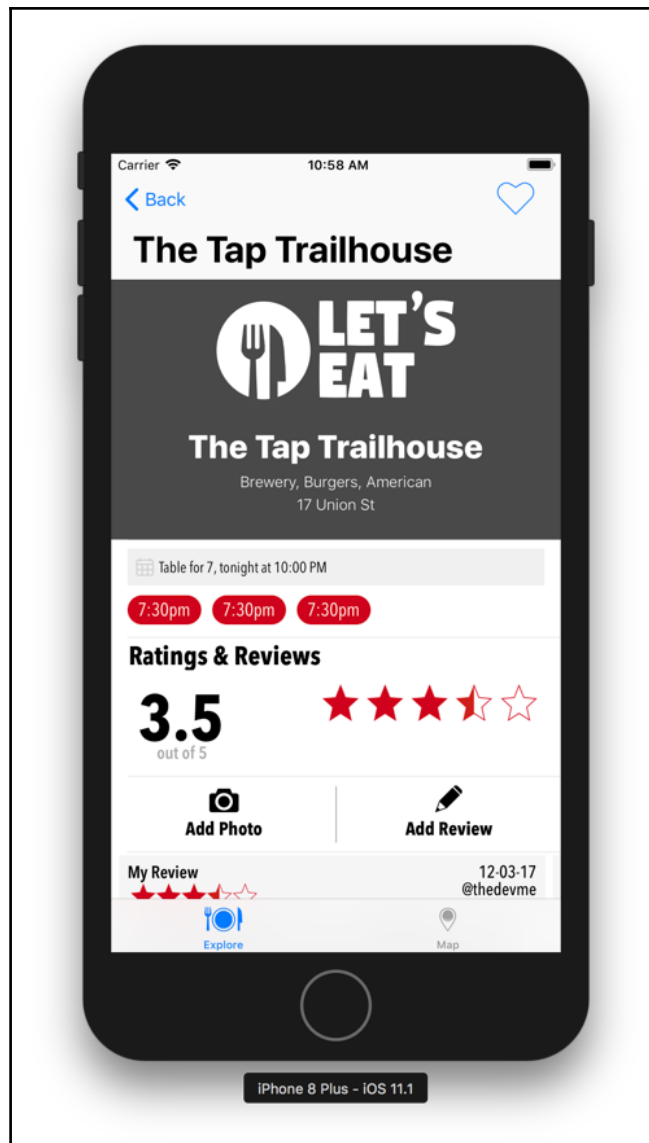 Carrier
10:58 AM
Back
The Tap Trailhouse
LET'S
EAT
The Tap Trailhouse
Brewery, Burgers, American
17 Union St
Table for 7, tonight at 10:00 PM
7:30pm 7:30pm 7:30pm
Ratings & Reviews
3.5
out of 5
Add Photo Add Review
My Review 12-03-17
@thedevme
Explore Map
iPhone 8 Plus - iOS 11.1